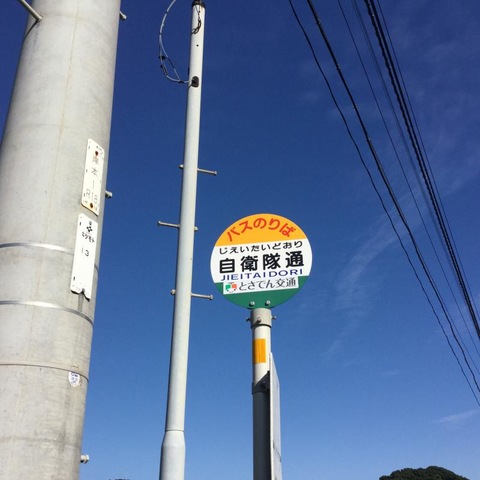 バスのりば
じえいたいどおり
自衛隊通
JIEITAIDORI
とさでん交通
13